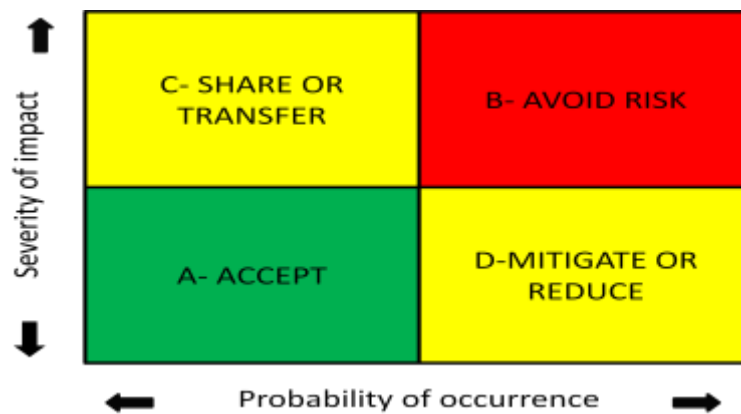 Severity of impact
C- SHARE OR
TRANSFER
B- AVOID RISK
A- ACCEPT
D-MITIGATE OR
REDUCE
Probability of occurrence